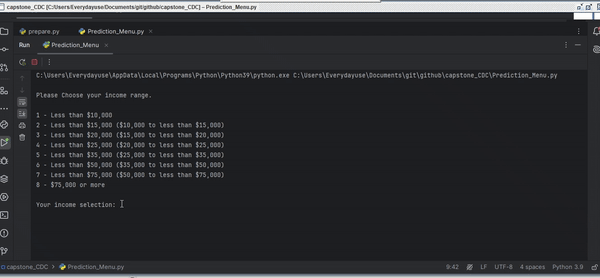 capstone_CDC [C:\Users\Everydayuse/Documents/git/github/capstone_CDC] – Prediction_Menu.py
prepare.py
Prediction_Menu.py
Run
Prediction_Menu
C:\Users\Everydayuse\AppData\Local\Programs\Python\Python39\python.exe C:\Users\Everydayuse\Documents\git\github\capstone_CDC\Prediction_Menu.py
Please Choose your income range.
1 - Less than $10,000
2 - Less than $15,000 ($10,000 to less than $15,000)
3 - Less than $20,000 ($15,000 to less than $20,000)
4 - Less than $25,000 ($20,000 to less than $25,000)
5 - Less than $35,000 ($25,000 to less than $35,000)
6 - Less than $50,000 ($35,000 to less than $50,000)
7 - Less than $75,000 ($50,000 to less than $75,000)
8 - $75,000 or more
Your income selection:
capstone_CDC > Prediction_Menu.py
9:42 LF UTF-8 4 spaces Python 3.9